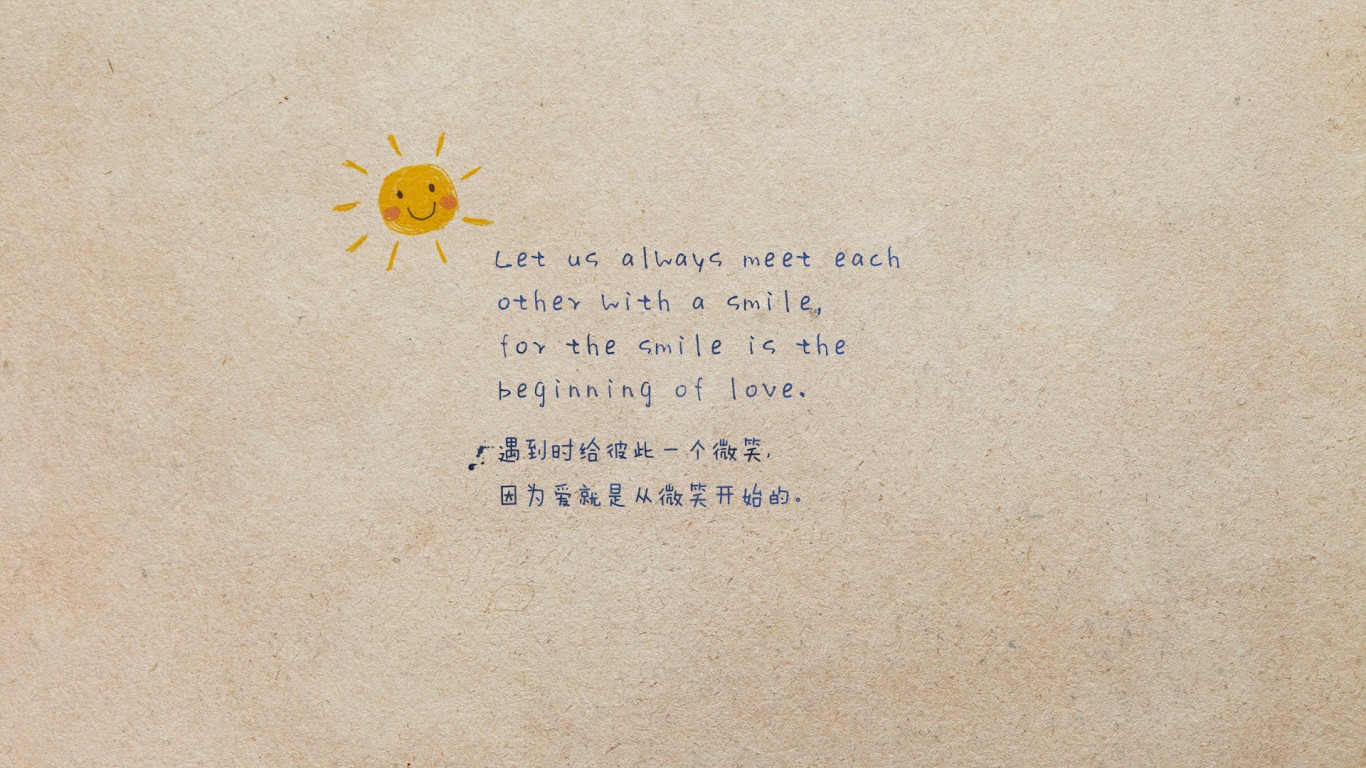 Let us always meet each
other with a smile,
for the smile is the
beginning of love.
遇到时给彼此一个微笑,
因为爱就是从微笑开始的。